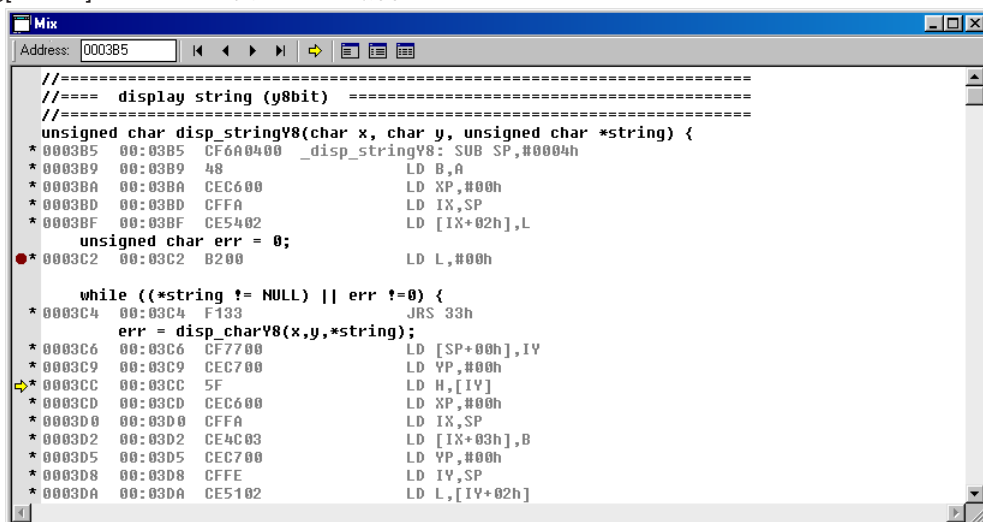 Mix
Address: 0003B5
//========================================================================
//==== display string (y8bit) ==========================================
//========================================================================
unsigned char disp_stringY8(char x, char y, unsigned char *string) {
* 0003B5 00:03B5 CF6A0400 _disp_stringY8: SUB SP,#0004h
* 0003B9 00:03B9 48 LD B,A
* 0003BA 00:03BA CEC600 LD XP,#00h
* 0003BD 00:03BD CFFA LD IX,SP
* 0003BF 00:03BF CE5402 LD [IX+02h],L
unsigned char err = 0;
* 0003C2 00:03C2 B200 LD L,#00h
while ((*string != NULL) || err !=0) {
* 0003C4 00:03C4 F133 JRS 33h
err = disp_charY8(x,y,*string);
* 0003C6 00:03C6 CF7700 LD [SP+00h],IY
* 0003C9 00:03C9 CEC700 LD YP,#00h
* 0003CC 00:03CC 5F LD H,[IY]
* 0003CD 00:03CD CEC600 LD XP,#00h
* 0003D0 00:03D0 CFFA LD IX,SP
* 0003D2 00:03D2 CE4C03 LD [IX+03h],B
* 0003D5 00:03D5 CEC700 LD YP,#00h
* 0003D8 00:03D8 CFFE LD IY,SP
* 0003DA 00:03DA CE5102 LD L,[IY+02h]